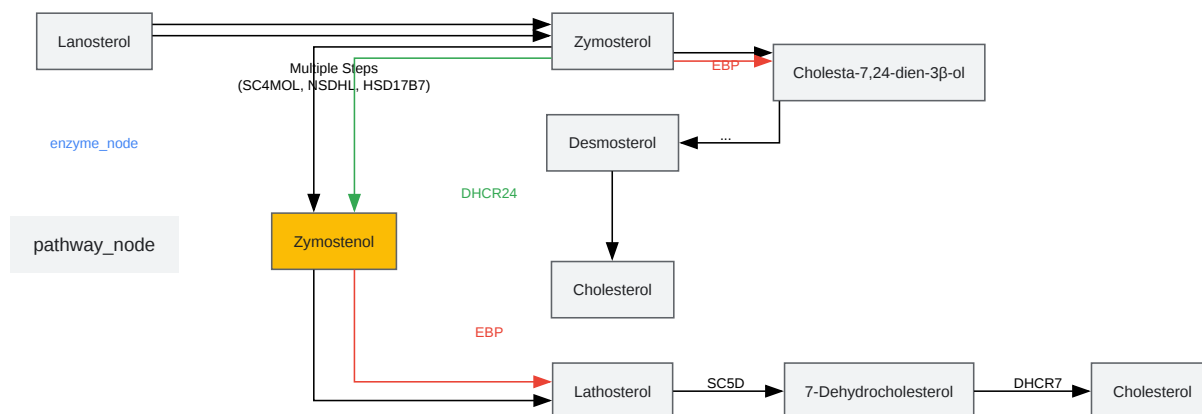 Lanosterol
Zymosterol
EBP
Cholesta-7,24-dien-3β-ol
Multiple Steps
(SC4MOL, NSDHL, HSD17B7)
enzyme_node
Desmosterol
...
DHCR24
pathway_node
Zymostenol
Cholesterol
EBP
Lathosterol
SC5D
7-Dehydrocholesterol
DHCR7
Cholesterol